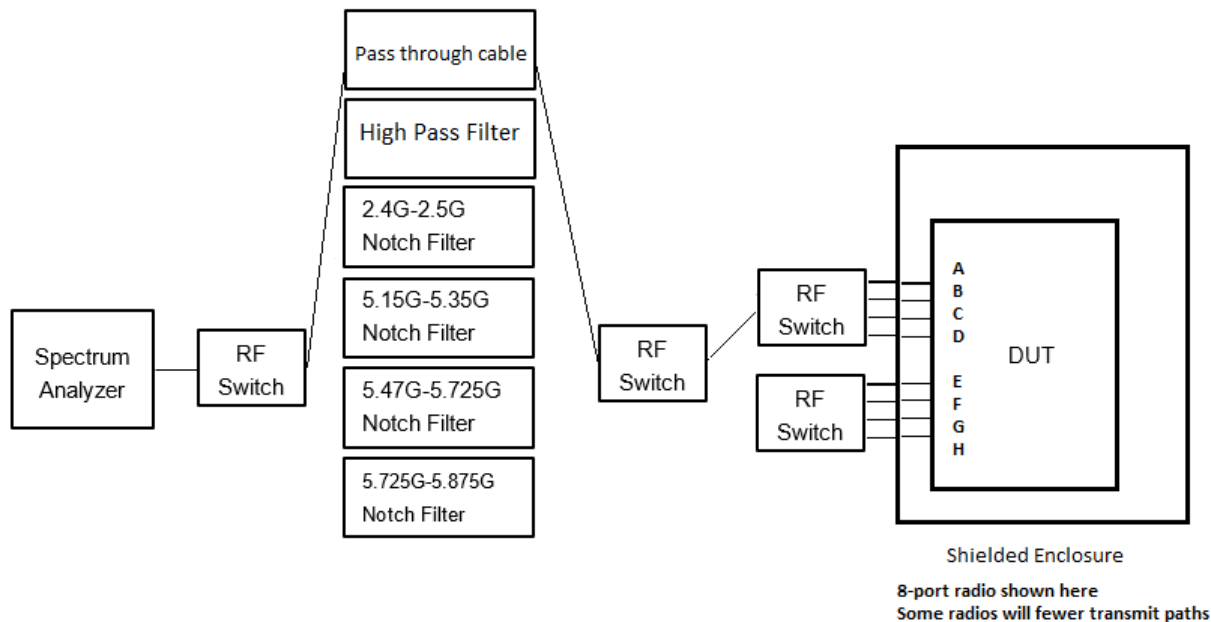 Pass through cable
High Pass Filter
2.4G-2.5G
Notch Filter
5.15G-5.35G
Notch Filter
5.47G-5.725G
Notch Filter
5.725G-5.875G
Notch Filter
Spectrum
Analyzer
RF
Switch
RF
Switch
RF
Switch
RF
Switch
A
B
C
D
E
F
G
H
DUT
Shielded Enclosure
8-port radio shown here
Some radios will fewer transmit paths